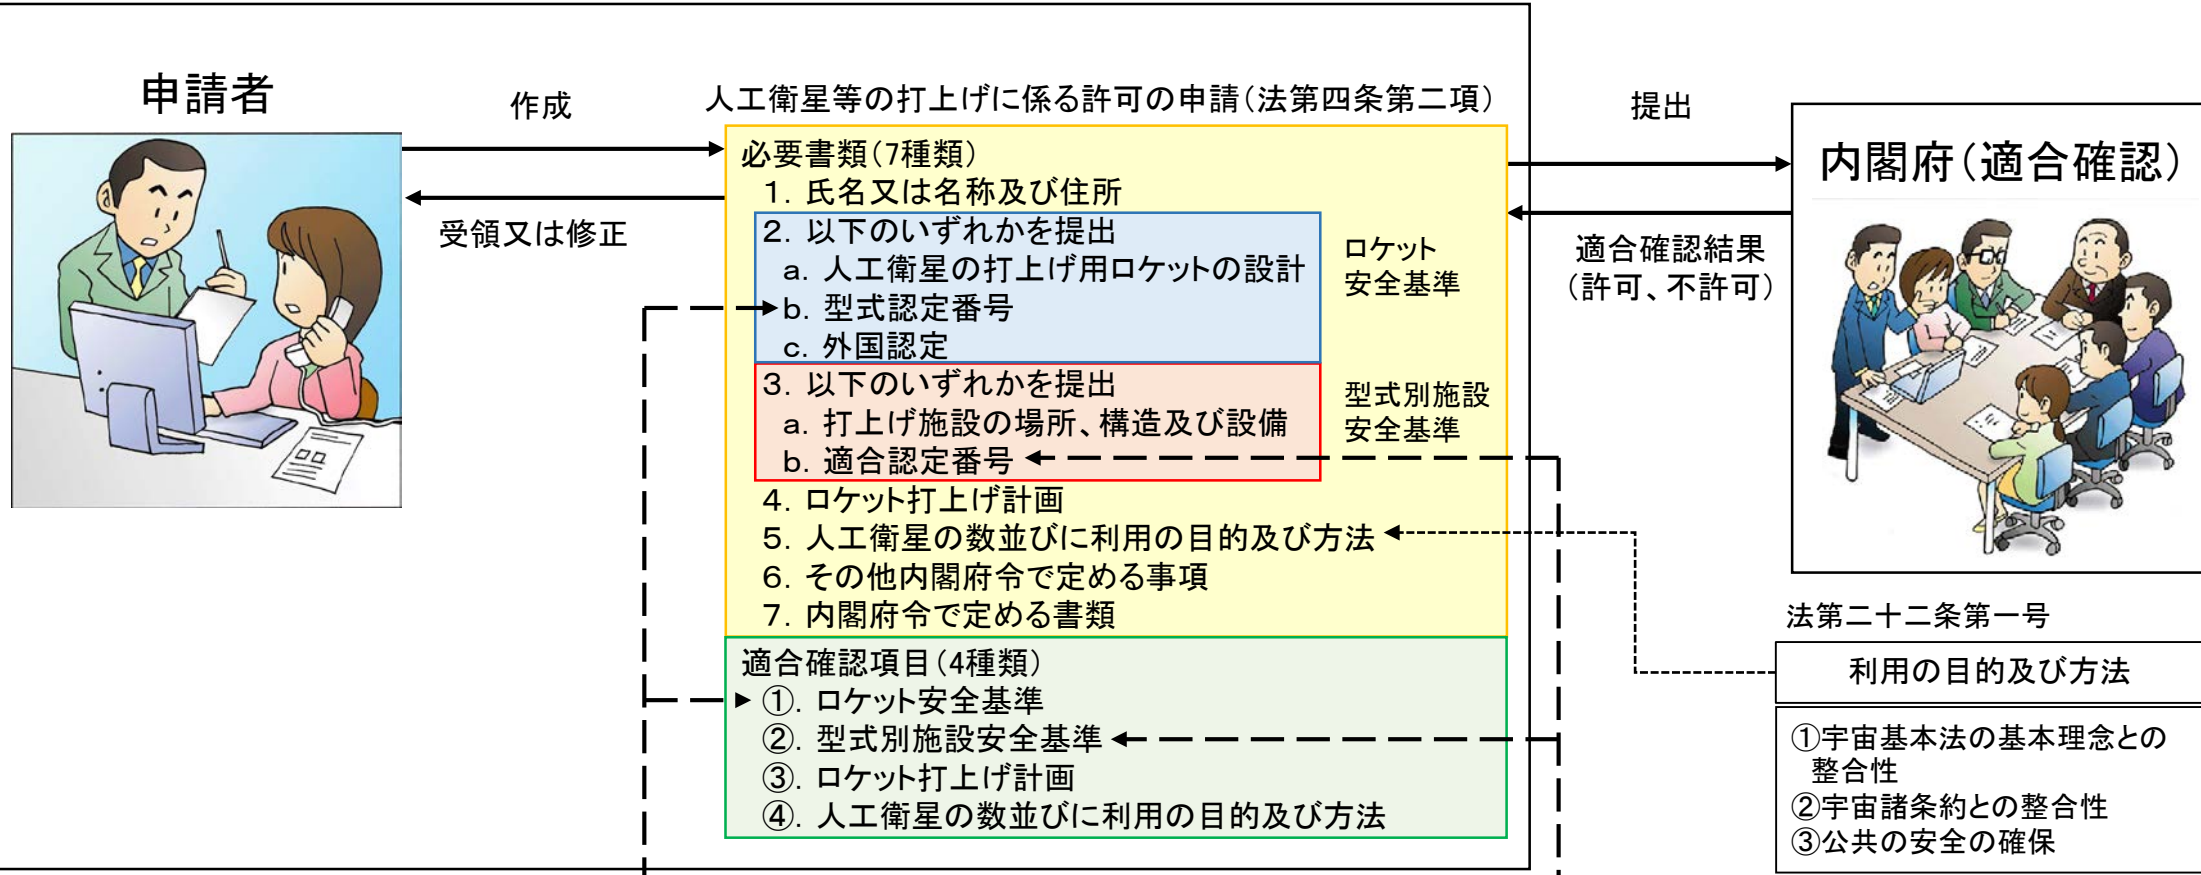 申請者
作成
受領又は修正
人工衛星等の打上げに係る許可の申請(法第四条第二項)
必要書類(7種類)
1. 氏名又は名称及び住所
2. 以下のいずれかを提出
a. 人工衛星の打上げ用ロケットの設計
b. 型式認定番号
c. 外国認定
ロケット
安全基準
3. 以下のいずれかを提出
a. 打上げ施設の場所、構造及び設備
b. 適合認定番号
型式別施設
安全基準
4. ロケット打上げ計画
5. 人工衛星の数並びに利用の目的及び方法
6. その他内閣府令で定める事項
7. 内閣府令で定める書類
適合確認項目(4種類)
①. ロケット安全基準
②. 型式別施設安全基準
③. ロケット打上げ計画
④. 人工衛星の数並びに利用の目的及び方法
提出
適合確認結果
(許可、不許可)
内閣府(適合確認)
法第二十二条第一号
利用の目的及び方法
①宇宙基本法の基本理念との
整合性
②宇宙諸条約との整合性
③公共の安全の確保